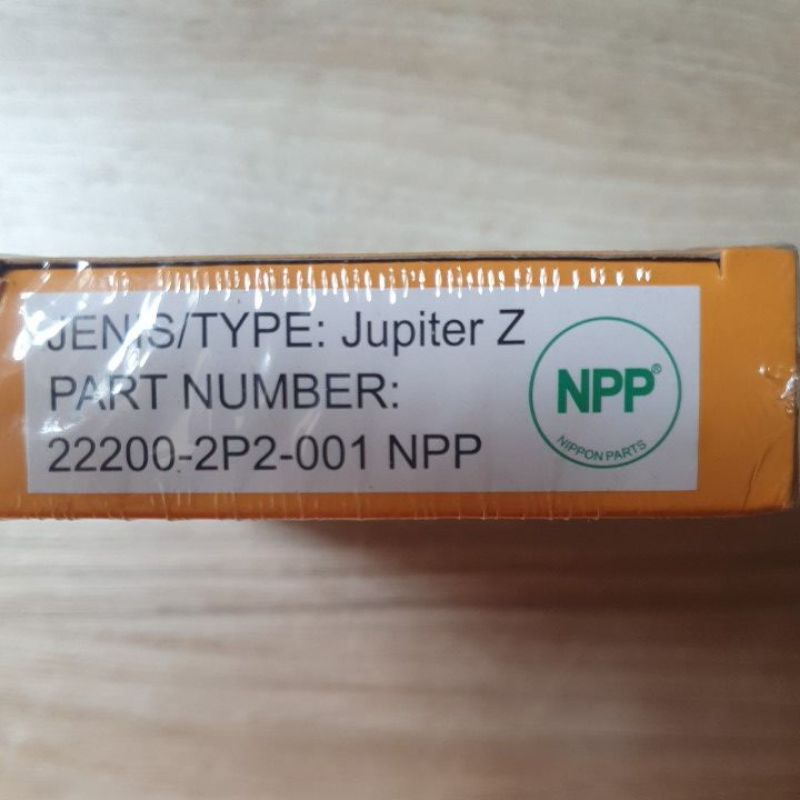 JENIS/TYPE: Jupiter Z
PART NUMBER:
22200-2P2-001 NPP
NPP®
NIPPON PARTS